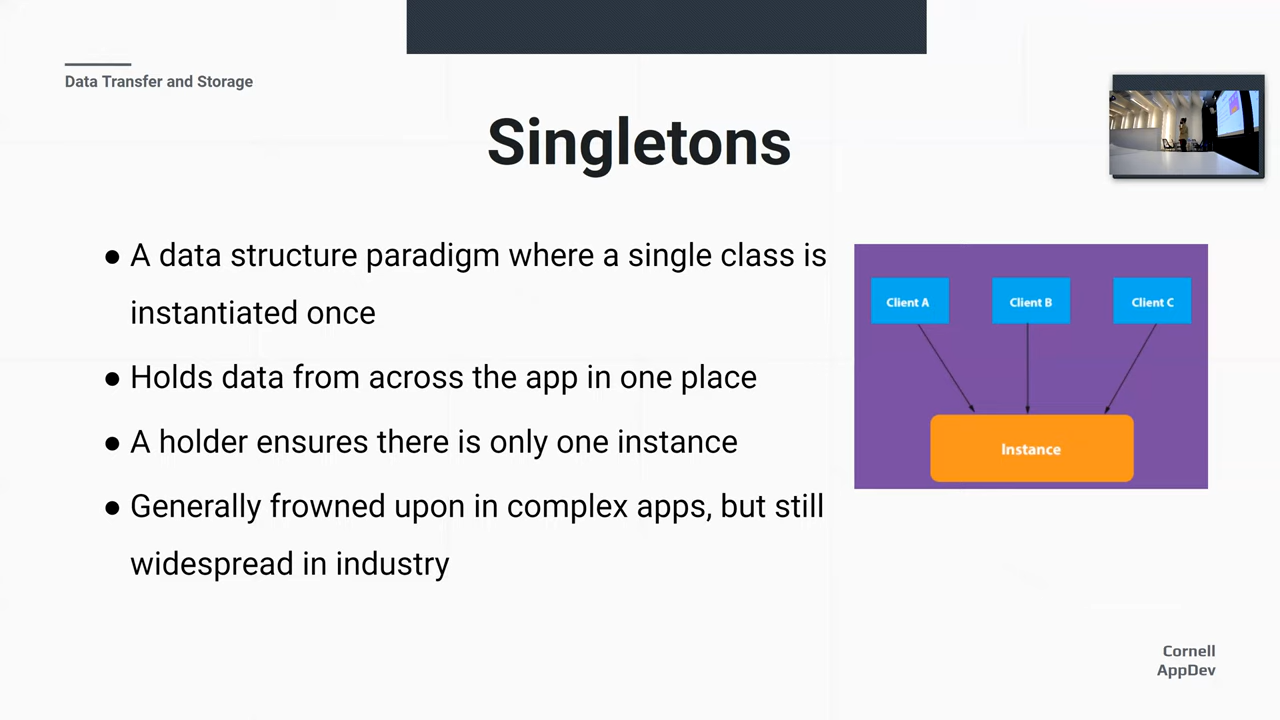 Data Transfer and Storage
Singletons
● A data structure paradigm where a single class is
instantiated once
● Holds data from across the app in one place
● A holder ensures there is only one instance
● Generally frowned upon in complex apps, but still
widespread in industry
Client A
Client B
Client C
Instance
Cornell
AppDev